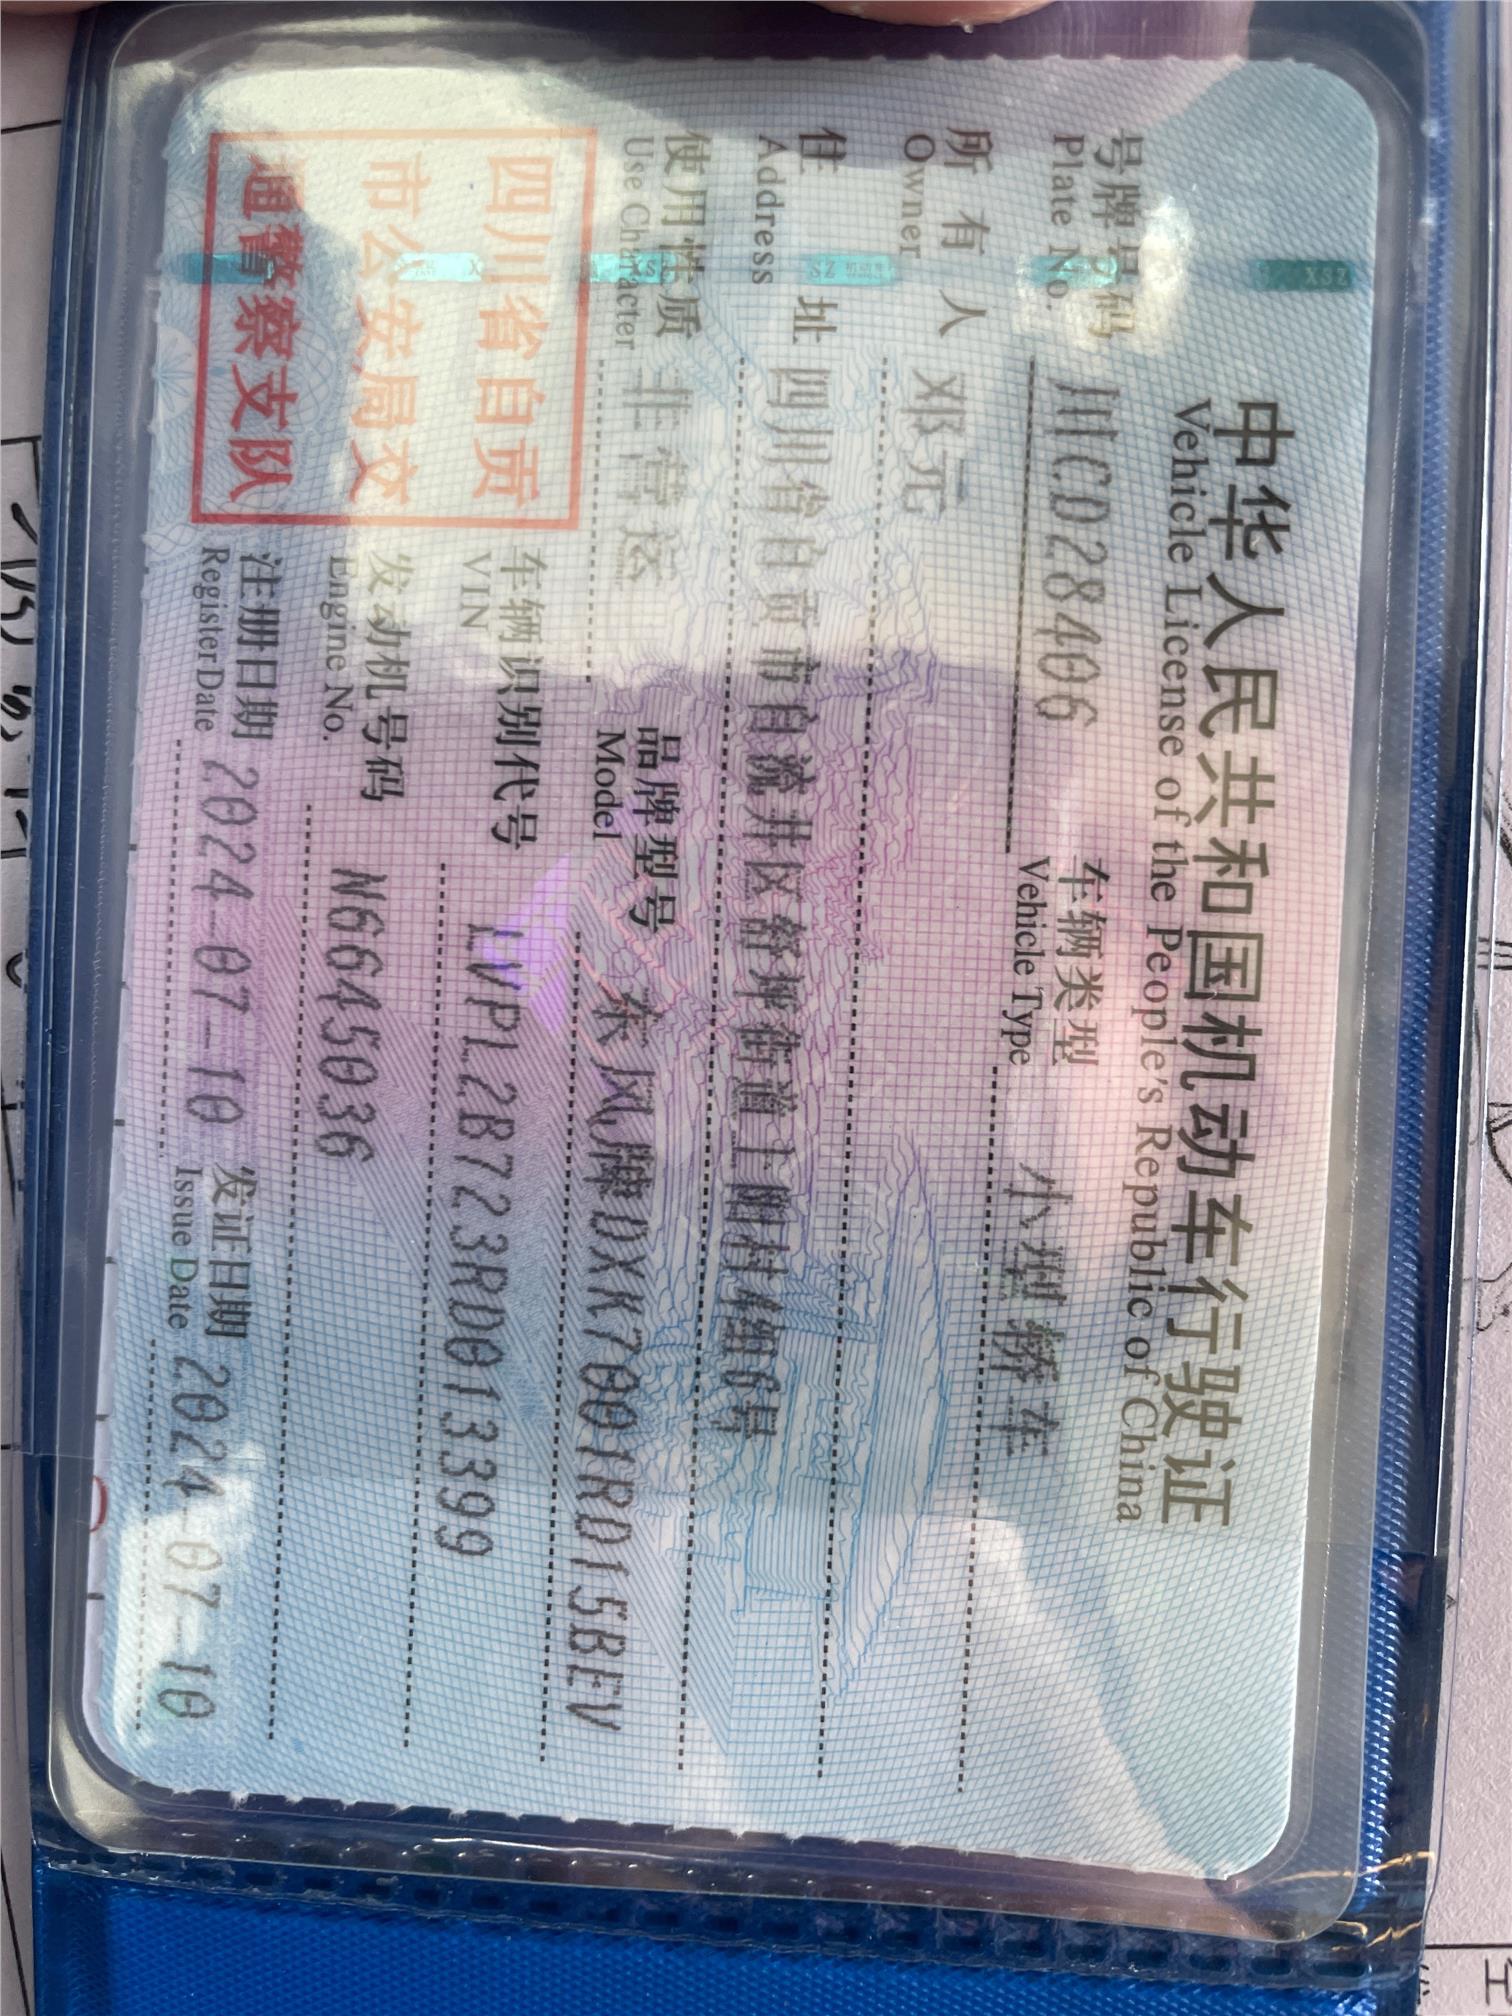 中华人民共和国机动车行驶证
Vehicle License of the People's Republic of China
号牌号码 川CD28406 车辆类型 小型轿车
Plate No. Vehicle Type
所有人 邓元
Owner
住址 四川省自贡市自流井区舒坪街道上阳村4组6号
Address
使用性质 非营运 品牌型号 东风牌DXK7001RD15BEV
Use Character Model
四川省自贡
市公安局交
通警察支队
车辆识别代号 LVPL2B723RD013399
VIN
发动机号码 N6645036
Engine No.
注册日期 2024-07-10 发证日期 2024-07-10
Register Date Issue Date